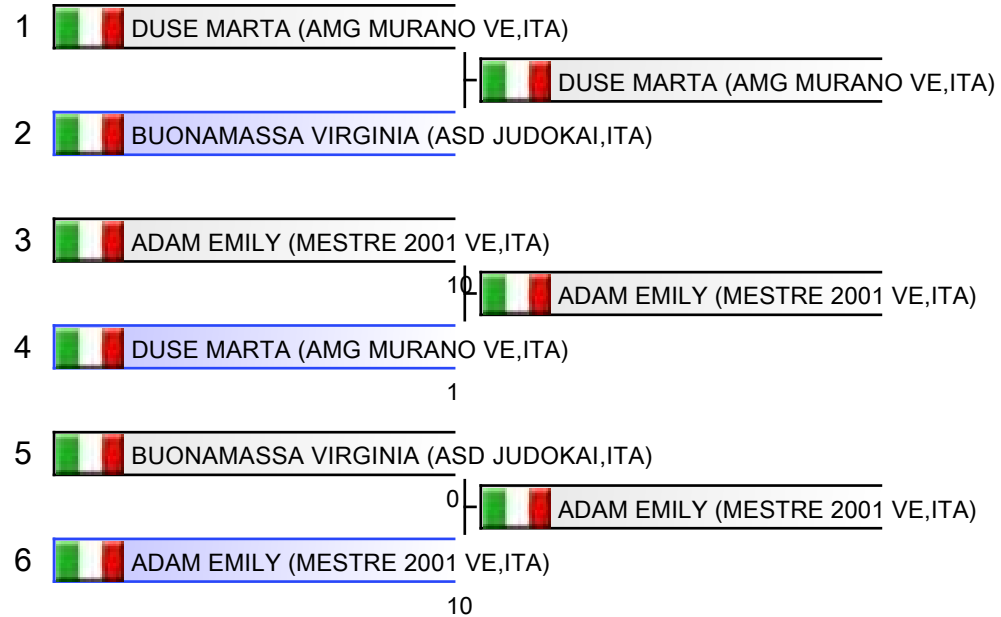 1 DUSE MARTA (AMG MURANO VE,ITA)
DUSE MARTA (AMG MURANO VE,ITA)
2 BUONAMASSA VIRGINIA (ASD JUDOKAI,ITA)
3 ADAM EMILY (MESTRE 2001 VE,ITA)
10
ADAM EMILY (MESTRE 2001 VE,ITA)
4 DUSE MARTA (AMG MURANO VE,ITA)
1
5 BUONAMASSA VIRGINIA (ASD JUDOKAI,ITA)
0
ADAM EMILY (MESTRE 2001 VE,ITA)
6 ADAM EMILY (MESTRE 2001 VE,ITA)
10